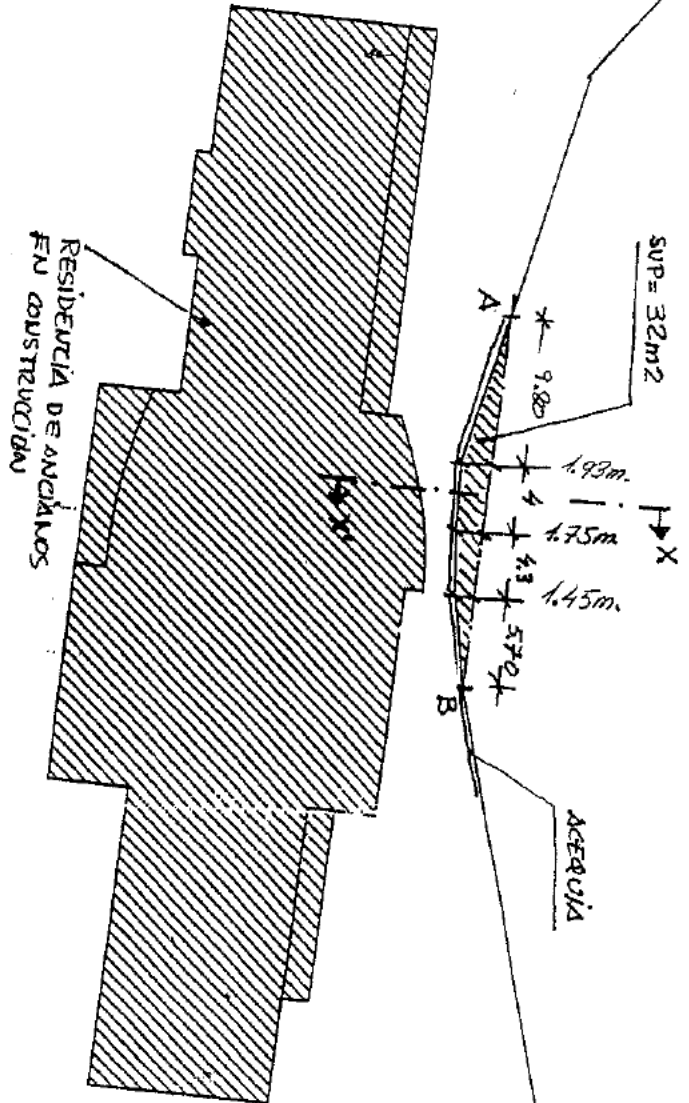 SUP= 32m2
A
9.80
1.93m.
4
X
1.75m
4.3
1.45m.
5.70
B
X'
ACEQUIA
RESIDENCIA DE ANCIANOS
EN CONSTRUCCION